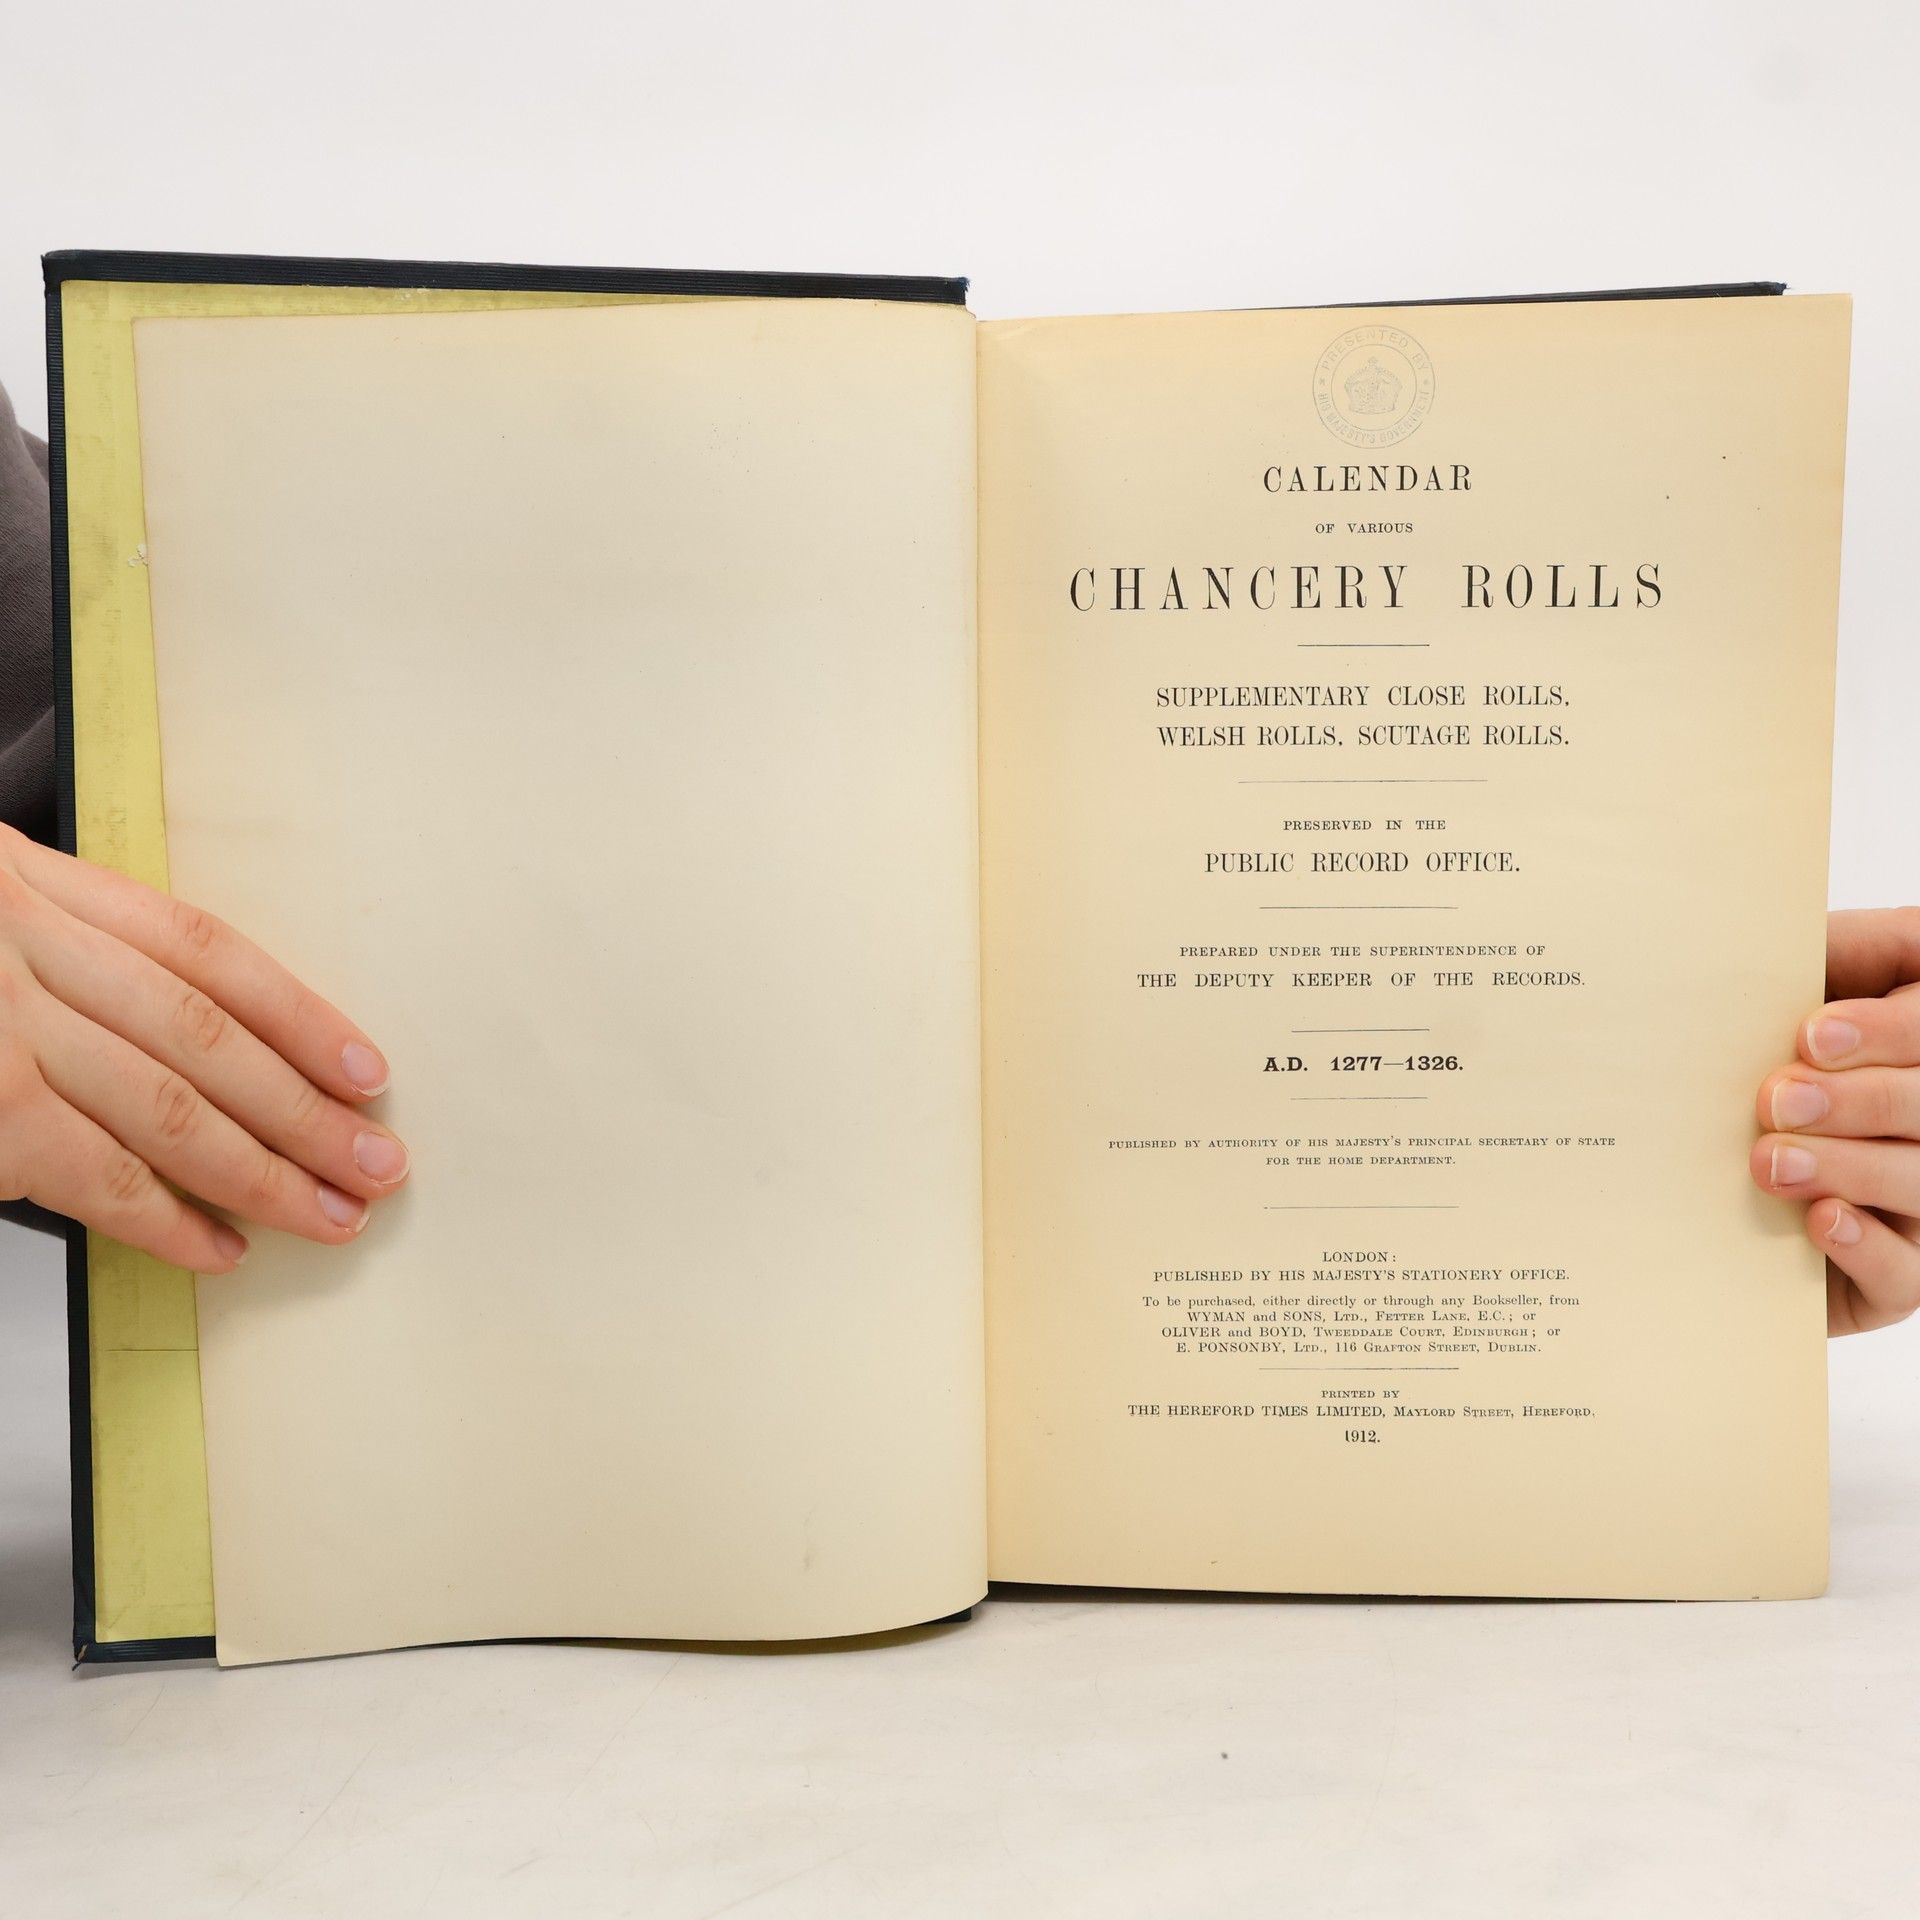 PRESENTED BY
HIS MAJESTY'S GOVERNMENT
CALENDAR
OF VARIOUS
CHANCERY ROLLS
SUPPLEMENTARY CLOSE ROLLS,
WELSH ROLLS, SCUTAGE ROLLS.
PRESERVED IN THE
PUBLIC RECORD OFFICE.
PREPARED UNDER THE SUPERINTENDENCE OF
THE DEPUTY KEEPER OF THE RECORDS.
A.D. 1277—1326.
PUBLISHED BY AUTHORITY OF HIS MAJESTY'S PRINCIPAL SECRETARY OF STATE
FOR THE HOME DEPARTMENT.
LONDON:
PUBLISHED BY HIS MAJESTY'S STATIONERY OFFICE.
To be purchased, either directly or through any Bookseller, from
WYMAN and SONS, LTD., FETTER LANE, E.C.; or
OLIVER and BOYD, TWEEDDALE COURT, EDINBURGH; or
E. PONSONBY, LTD., 116 GRAFTON STREET, DUBLIN.
PRINTED BY
THE HEREFORD TIMES LIMITED, MAYLORD STREET, HEREFORD.
1912.